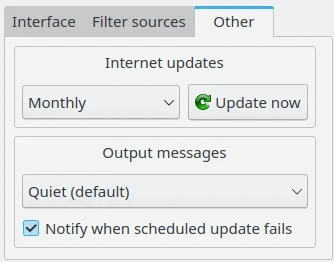 Interface Filter sources Other
Internet updates
Monthly Update now
Output messages
Quiet (default)
Notify when scheduled update fails